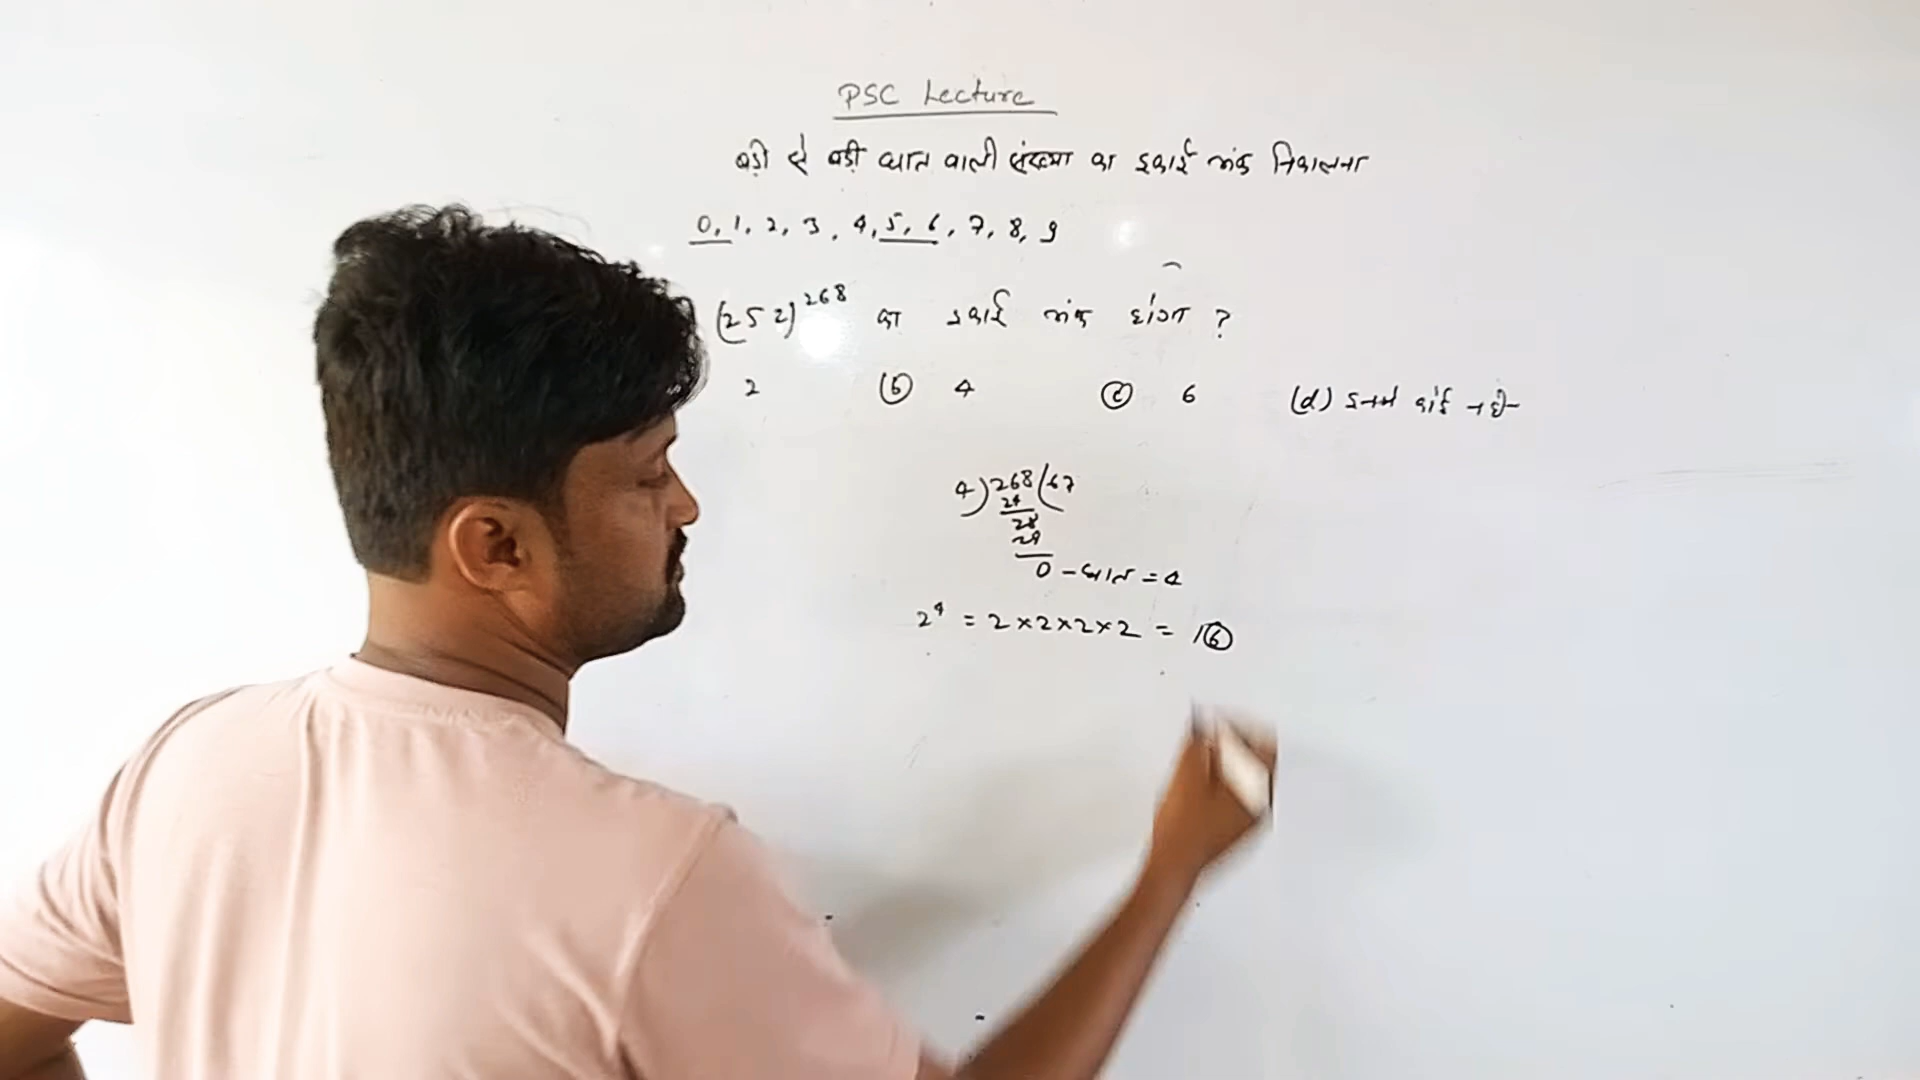 PSC Lecture
बड़ी से बड़ी घात वाली संख्या का इकाई अंक निकालना
0, 1, 2, 3, 4, 5, 6, 7, 8, 9
(252)^268 का इकाई अंक होगा ?
2 (b) 4 (c) 6 (d) इनमें कोई नहीं
4)268(67
24
28
28
0 - घात = 4
2^4 = 2×2×2×2 = 16